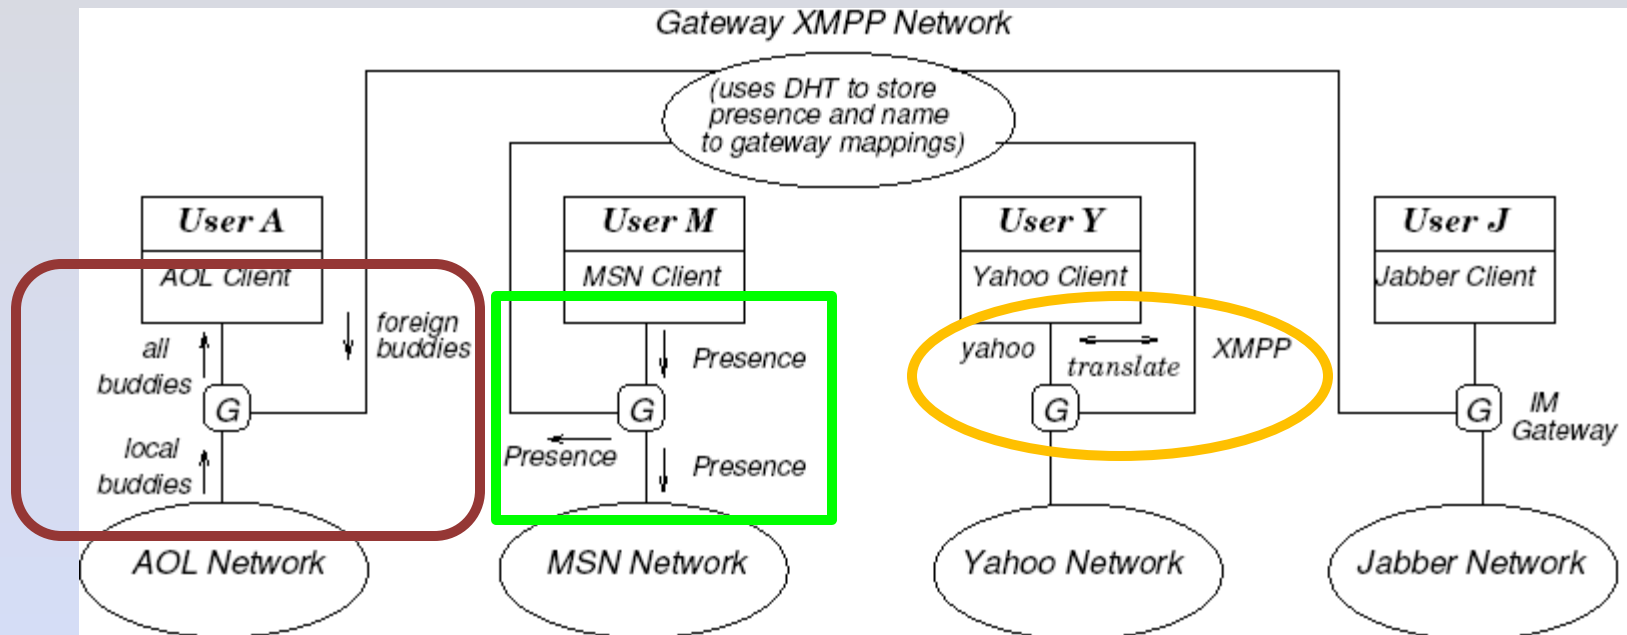 Gateway XMPP Network
(uses DHT to store
presence and name
to gateway mappings)
User A
AOL Client
User M
MSN Client
User Y
Yahoo Client
User J
Jabber Client
all
buddies
foreign
buddies
Presence
yahoo
translate
XMPP
G
G
G
G
IM
Gateway
local
buddies
Presence
Presence
AOL Network
MSN Network
Yahoo Network
Jabber Network